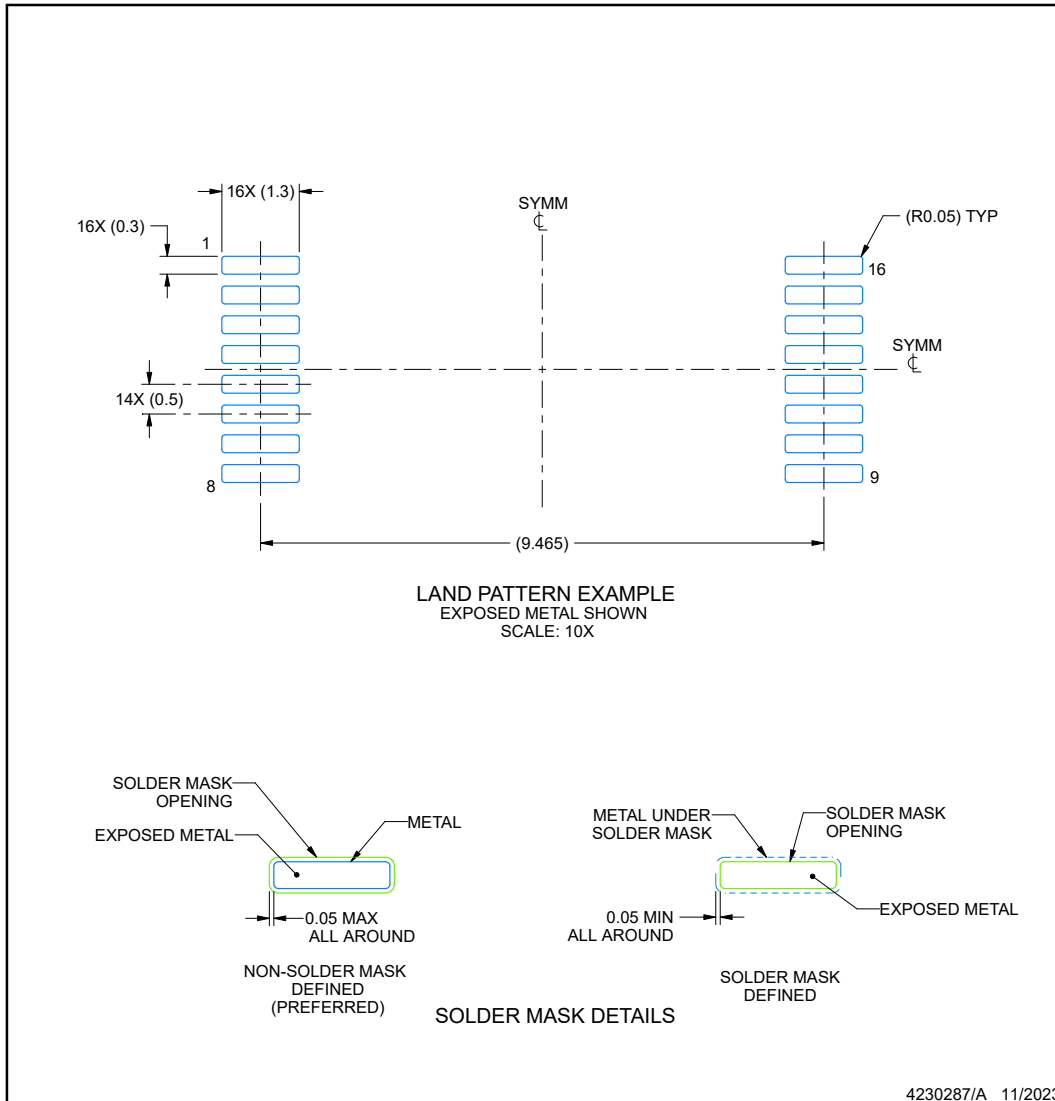 16X (1.3)
16X (0.3)
1
SYMM
℄
(R0.05) TYP
16
SYMM
℄
14X (0.5)
8
9
(9.465)
LAND PATTERN EXAMPLE
EXPOSED METAL SHOWN
SCALE: 10X
SOLDER MASK
OPENING
EXPOSED METAL
METAL
0.05 MAX
ALL AROUND
NON-SOLDER MASK
DEFINED
(PREFERRED)
METAL UNDER
SOLDER MASK
SOLDER MASK
OPENING
EXPOSED METAL
0.05 MIN
ALL AROUND
SOLDER MASK
DEFINED
SOLDER MASK DETAILS
4230287/A 11/2023